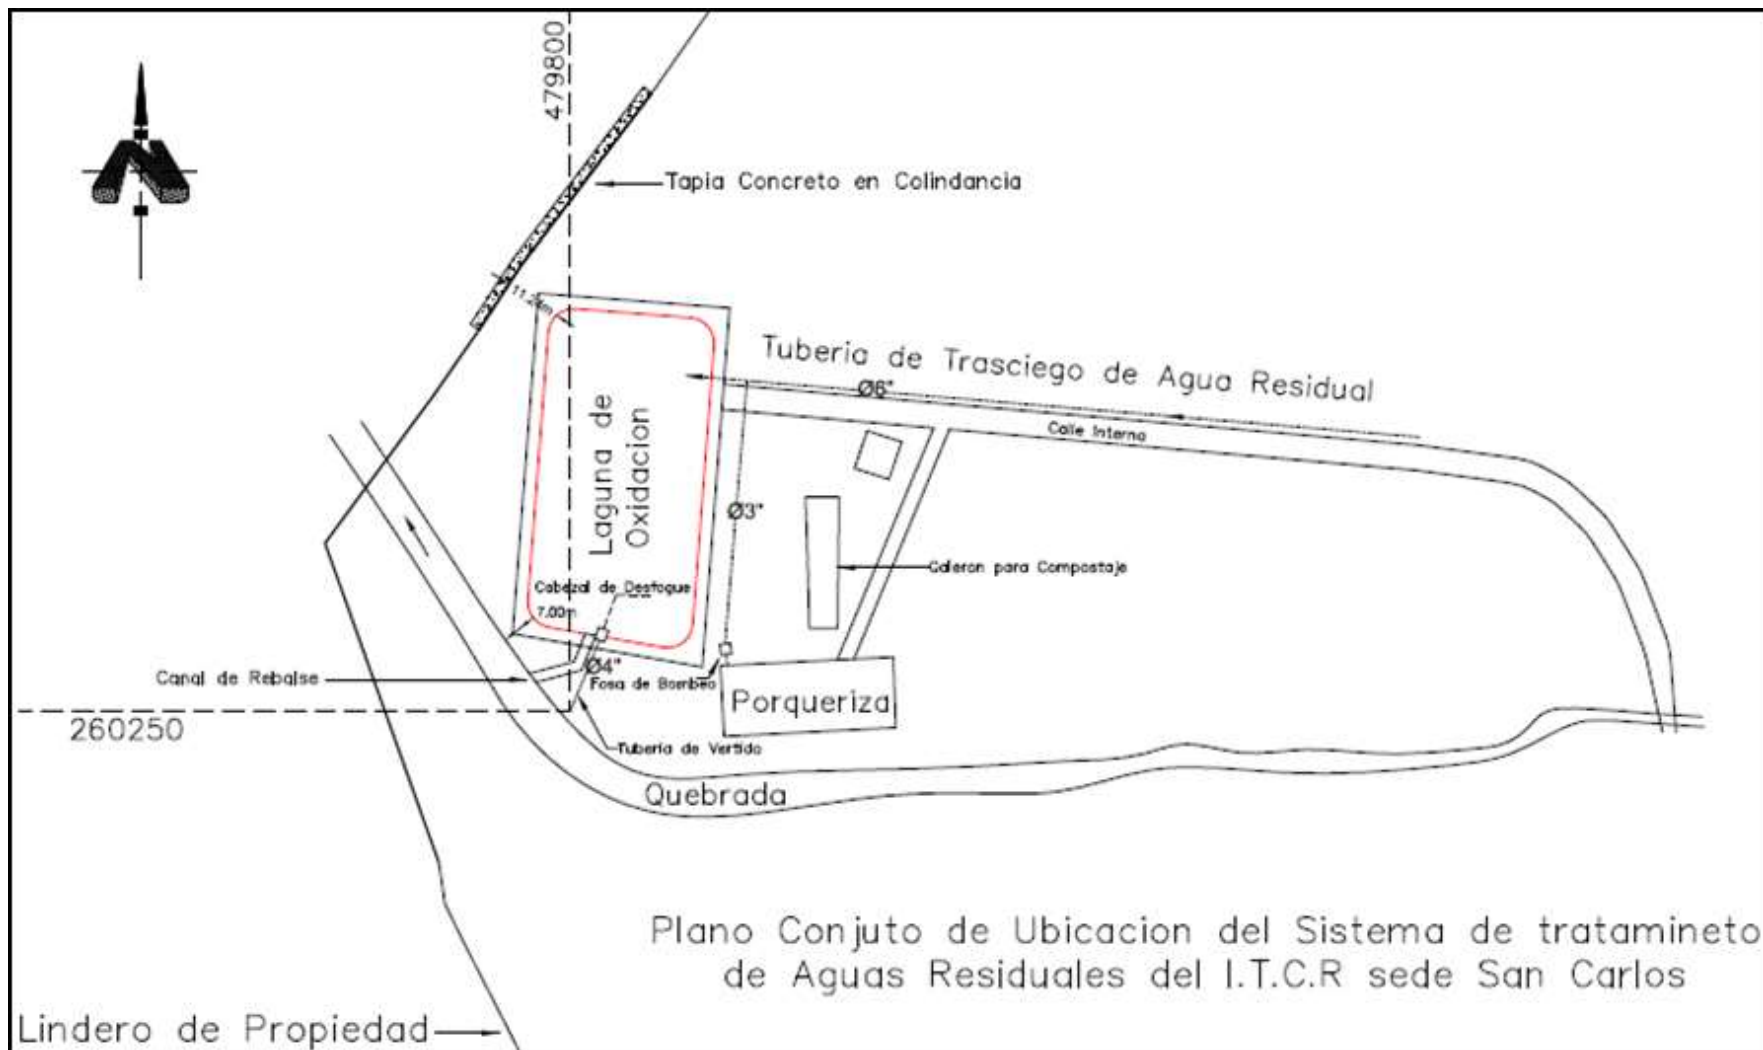 479800
Tapia Concreto en Colindancia
11.24m
Tuberia de Trasciego de Agua Residual
Ø6"
Calle Interna
Laguna de
Oxidacion
Ø3"
Galeron para Compostaje
Cabezal de Desfogue
7.00m
Canal de Rebalse
Ø4"
Fosa de Bombeo
Porqueriza
260250
Tuberia de Vertido
Quebrada
Plano Conjuto de Ubicacion del Sistema de tratamineto
de Aguas Residuales del I.T.C.R sede San Carlos
Lindero de Propiedad